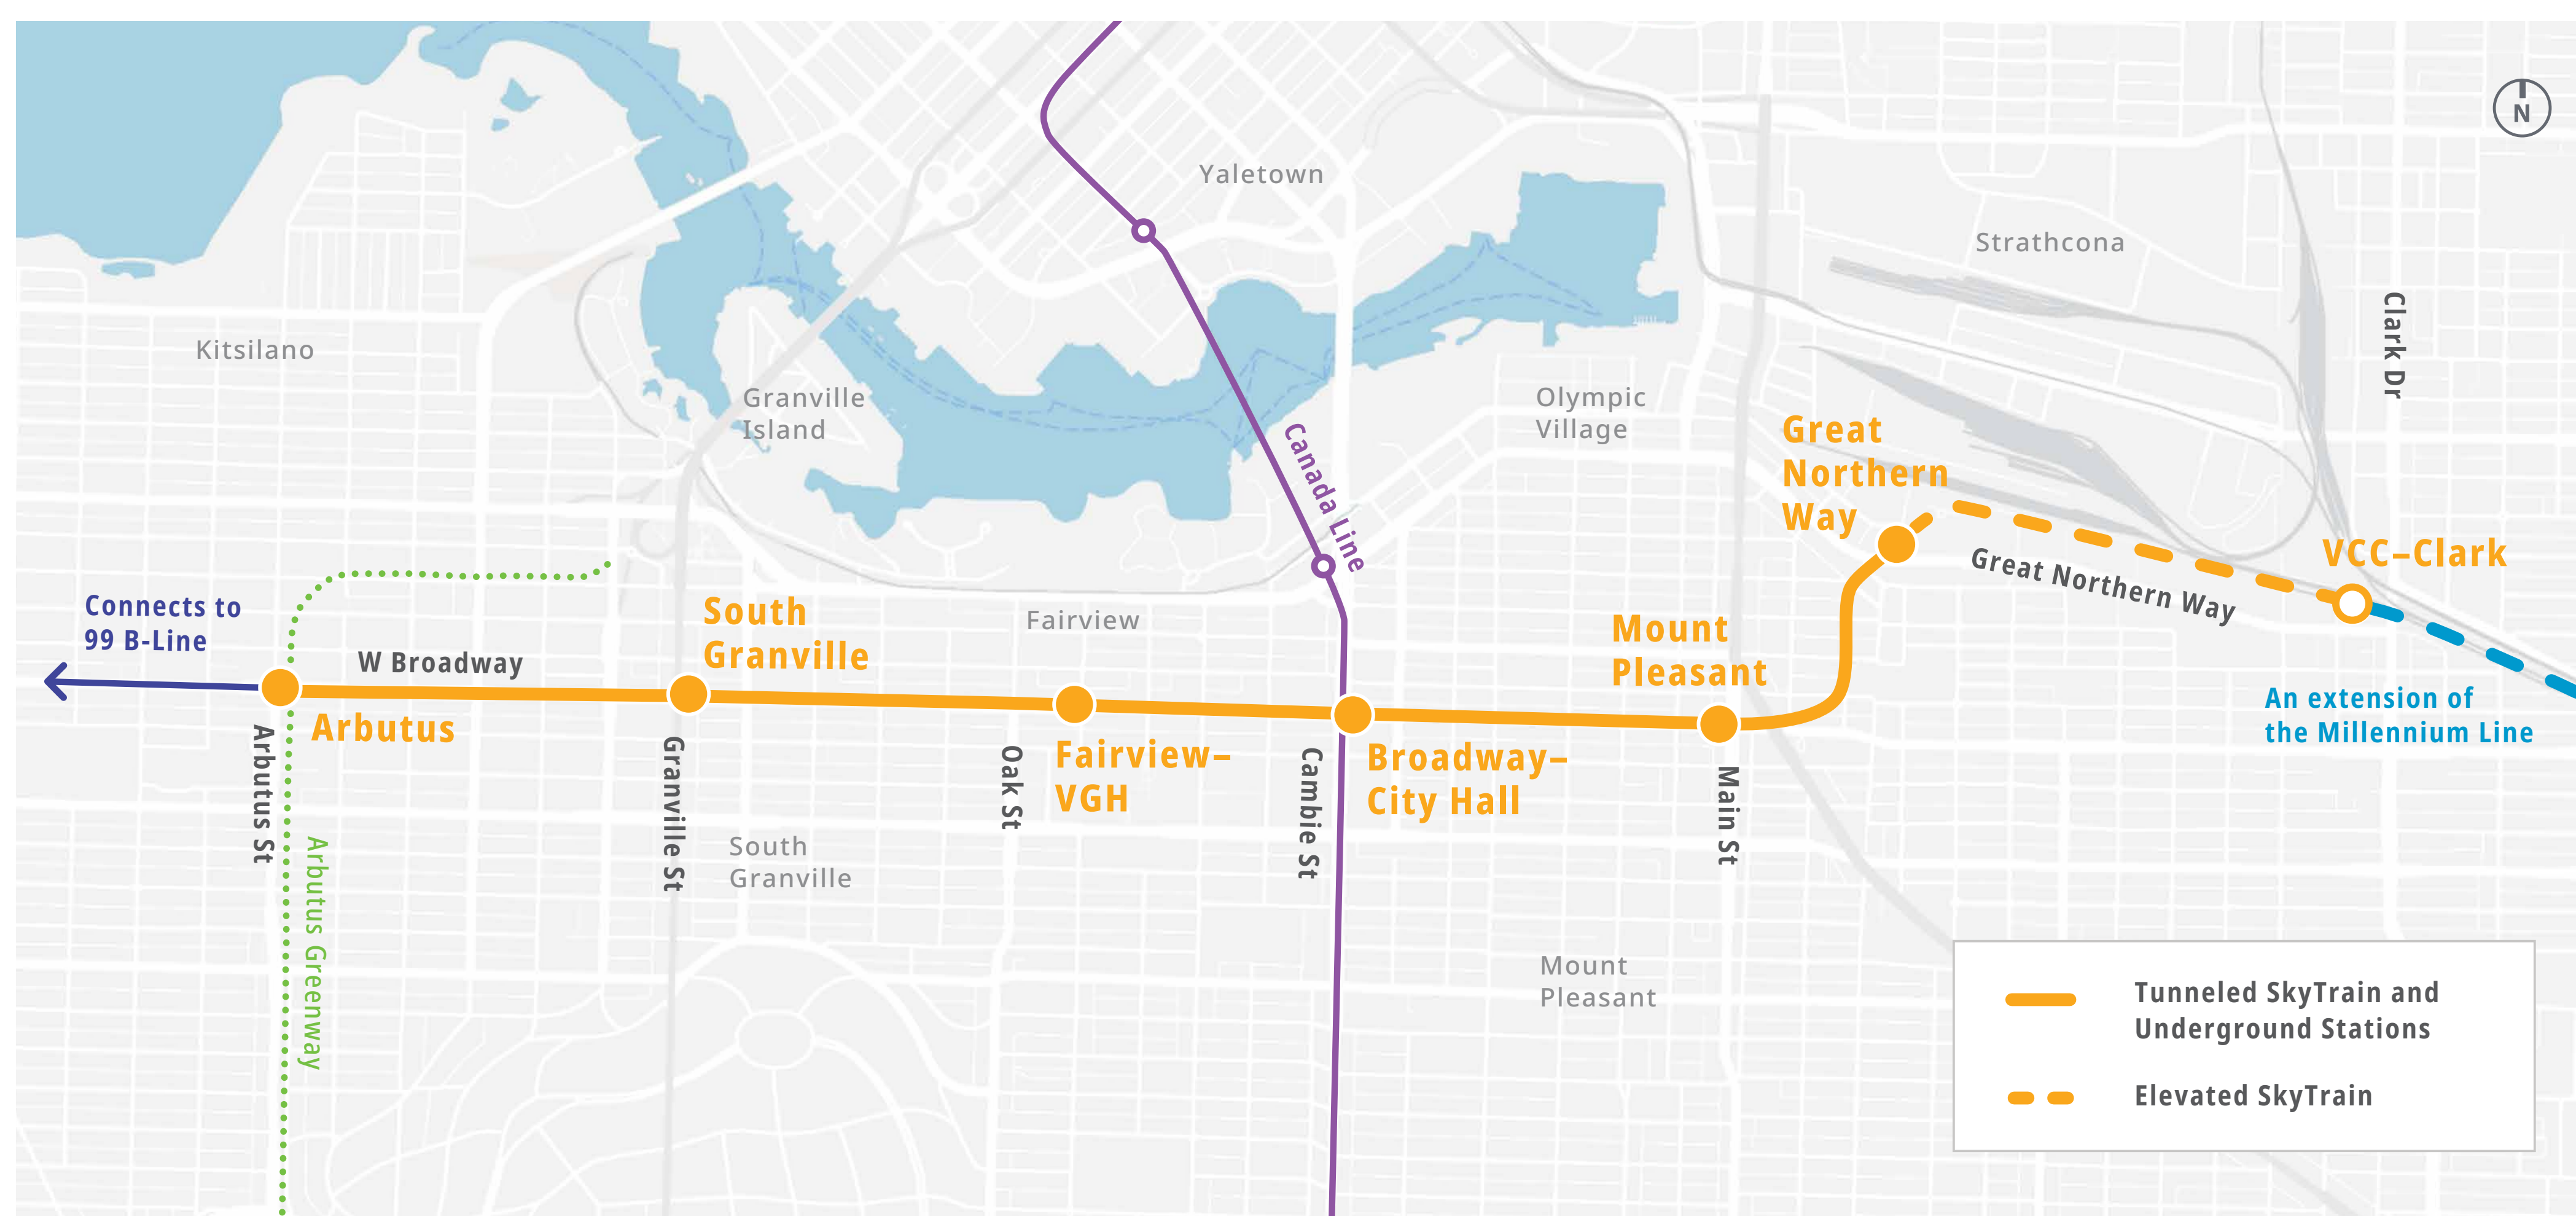 N
Yaletown
Strathcona
Clark Dr
Kitsilano
Granville
Island
Olympic
Village
Canada Line
Great
Northern
Way
VCC–Clark
Great Northern Way
Connects to
99 B-Line
W Broadway
South
Granville
Fairview
Mount
Pleasant
An extension of
the Millennium Line
Arbutus
Arbutus St
Granville St
Oak St
Fairview–
VGH
Cambie St
Broadway–
City Hall
Main St
Arbutus Greenway
South
Granville
Mount
Pleasant
Tunneled SkyTrain and
Underground Stations
Elevated SkyTrain